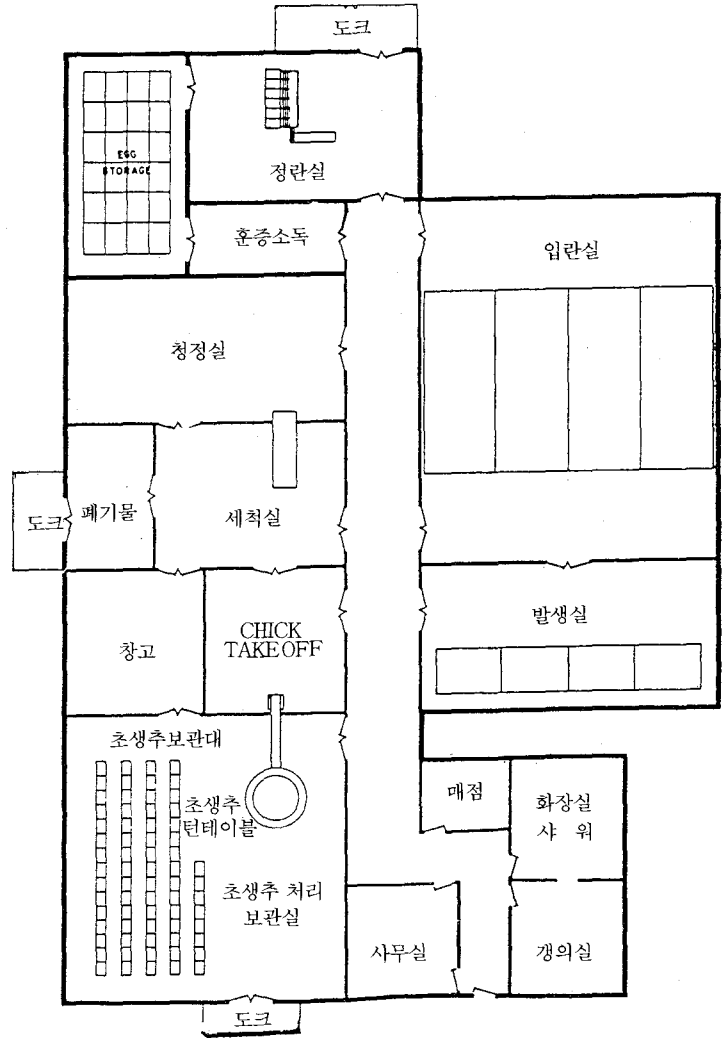 도크
EGG
STORAGE
정란실
훈증소독
입란실
청정실
도크
폐기물
세척실
창고
CHICK
TAKEOFF
발생실
초생추보관대
초생추
턴테이블
매점
화장실
샤 워
초생추 처리
보관실
사무실
갱의실
도크